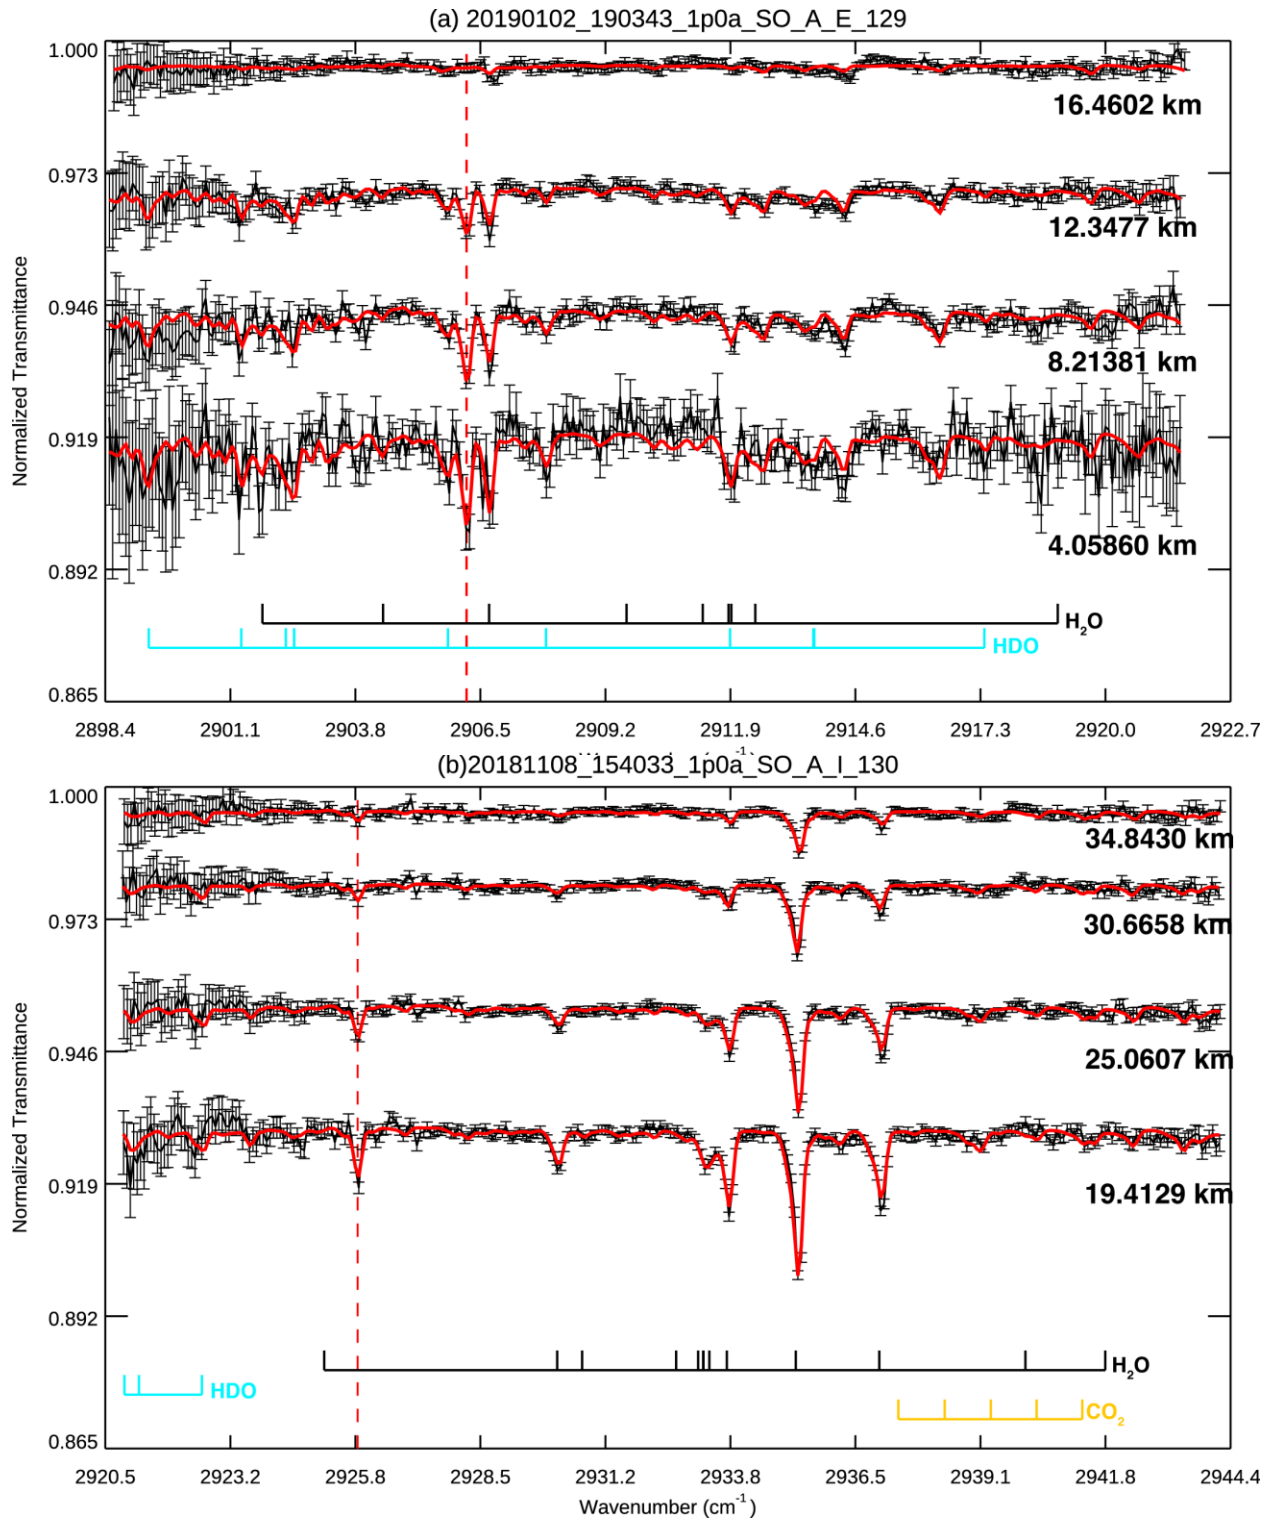 (a) 20190102_190343_1p0a_SO_A_E_129
1.000
16.4602 km
0.973
12.3477 km
0.946
8.21381 km
0.919
4.05860 km
0.892
H₂O
HDO
0.865
Normalized Transmittance
2898.4 2901.1 2903.8 2906.5 2909.2 2911.9 2914.6 2917.3 2920.0 2922.7
(b)20181108_154033_1p0a_SO_A_I_130
1.000
34.8430 km
0.973
30.6658 km
0.946
25.0607 km
0.919
19.4129 km
0.892
H₂O
HDO
CO₂
0.865
Normalized Transmittance
2920.5 2923.2 2925.8 2928.5 2931.2 2933.8 2936.5 2939.1 2941.8 2944.4
Wavenumber (cm⁻¹)